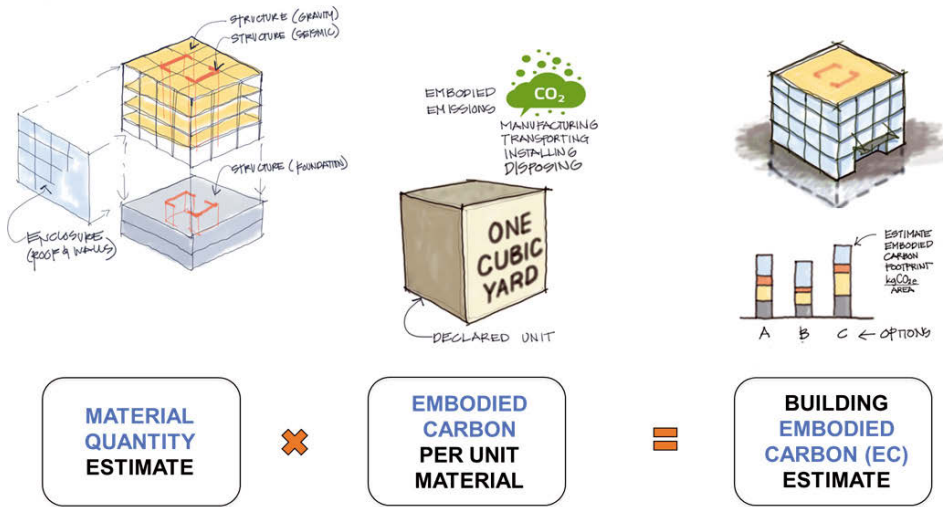 STRUCTURE (GRAVITY)
STRUCTURE (SEISMIC)
STRUCTURE (FOUNDATION)
ENCLOSURE
(ROOF & WALLS)
EMBODIED
EMISSIONS
CO2
MANUFACTURING
TRANSPORTING
INSTALLING
DISPOSING
ONE
CUBIC
YARD
DECLARED UNIT
ESTIMATE
EMBODIED
CARBON
FOOTPRINT
kgCO2e
AREA
A B C ← OPTIONS
MATERIAL
QUANTITY
ESTIMATE
×
EMBODIED
CARBON
PER UNIT
MATERIAL
=
BUILDING
EMBODIED
CARBON (EC)
ESTIMATE